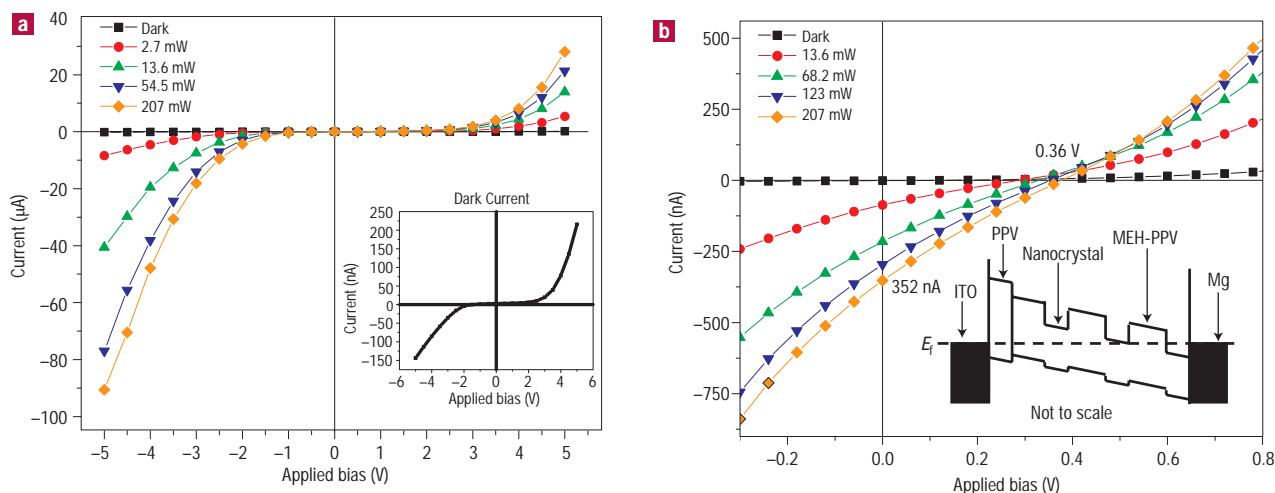 a
Dark
2.7 mW
13.6 mW
54.5 mW
207 mW
40
20
0
−20
−40
−60
−80
−100
Current (μA)
−5 −4 −3 −2 −1 0 1 2 3 4 5
Applied bias (V)
Dark Current
250
200
150
100
50
0
−50
−100
−150
Current (nA)
−6 −4 −2 0 2 4 6
Applied bias (V)
b
Dark
13.6 mW
68.2 mW
123 mW
207 mW
500
250
0
−250
−500
−750
Current (nA)
0.36 V
352 nA
ITO
PPV
Nanocrystal
MEH-PPV
Mg
Ef
Not to scale
−0.2 0.0 0.2 0.4 0.6 0.8
Applied bias (V)